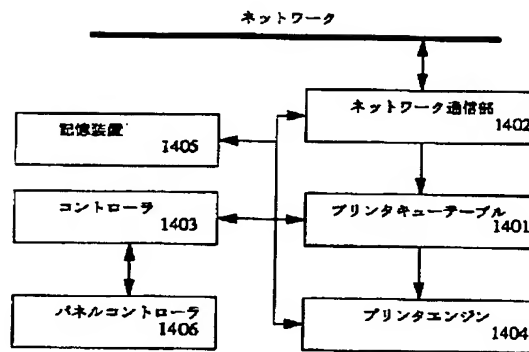 ネットワーク
ネットワーク通信部
1402
記憶装置
1405
コントローラ
1403
プリンタキューテーブル
1401
パネルコントローラ
1406
プリンタエンジン
1404